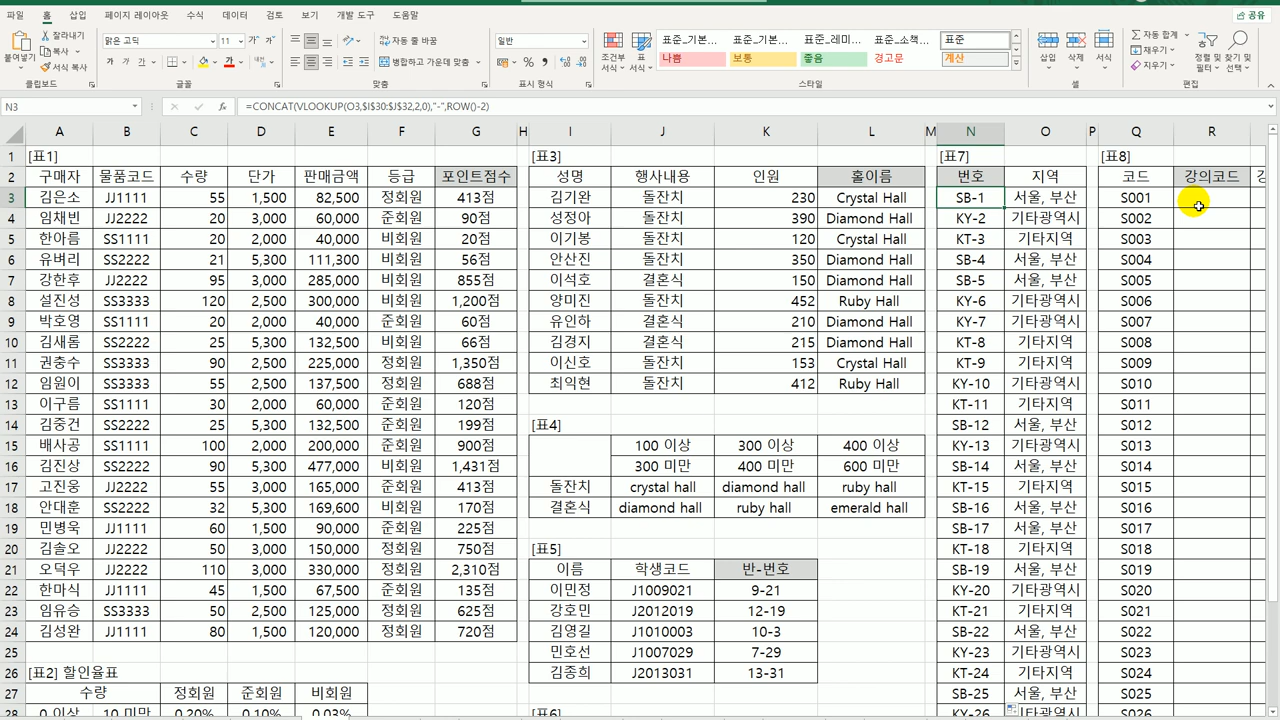 파일 홈 삽입 페이지 레이아웃 수식 데이터 검토 보기 개발 도구 도움말 공유
붙여넣기 잘라내기 복사 서식 복사 클립보드
맑은 고딕 11 가 가 가 가 가 글꼴
자동 줄 바꿈 병합하고 가운데 맞춤 맞춤
일반 % 표시 형식
조건부 서식 표 서식 표준_기본... 표준_기본... 표준_레미... 표준_소책... 표준
나쁨 보통 좋음 경고문 계산 스타일
삽입 삭제 서식 셀
자동 합계 채우기 지우기 정렬 및 필터 찾기 및 선택 편집
N3 =CONCAT(VLOOKUP(O3,$I$30:$J$32,2,0),"-",ROW()-2)
A B C D E F G H I J K L M N O P Q R
1 [표1] [표3] [표7] [표8]
2 구매자 물품코드 수량 단가 판매금액 등급 포인트점수 성명 행사내용 인원 홀이름 번호 지역 코드 강의코드 강
3 김은소 JJ1111 55 1,500 82,500 정회원 413점 김기완 돌잔치 230 Crystal Hall SB-1 서울, 부산 S001
4 임채빈 JJ2222 20 3,000 60,000 준회원 90점 성정아 돌잔치 390 Diamond Hall KY-2 기타광역시 S002
5 한아름 SS1111 20 2,000 40,000 비회원 20점 이기봉 돌잔치 120 Crystal Hall KT-3 기타지역 S003
6 유벼리 SS2222 21 5,300 111,300 비회원 56점 안산진 돌잔치 350 Diamond Hall SB-4 서울, 부산 S004
7 강한후 JJ2222 95 3,000 285,000 비회원 855점 이석호 결혼식 150 Diamond Hall SB-5 서울, 부산 S005
8 설진성 SS3333 120 2,500 300,000 비회원 1,200점 양미진 돌잔치 452 Ruby Hall KY-6 기타광역시 S006
9 박호영 SS1111 20 2,000 40,000 준회원 60점 유인하 결혼식 210 Diamond Hall KY-7 기타광역시 S007
10 김새롬 SS2222 25 5,300 132,500 비회원 66점 김경지 결혼식 215 Diamond Hall KT-8 기타지역 S008
11 권충수 SS3333 90 2,500 225,000 정회원 1,350점 이신호 돌잔치 153 Crystal Hall KT-9 기타지역 S009
12 임원이 SS3333 55 2,500 137,500 준회원 688점 최익현 돌잔치 412 Ruby Hall KY-10 기타광역시 S010
13 이구름 SS1111 30 2,000 60,000 정회원 120점 KT-11 기타지역 S011
14 김중건 SS2222 25 5,300 132,500 준회원 199점 [표4] SB-12 서울, 부산 S012
15 배사공 SS1111 100 2,000 200,000 준회원 900점 100 이상 300 이상 400 이상 KY-13 기타광역시 S013
16 김진상 SS2222 90 5,300 477,000 비회원 1,431점 300 미만 400 미만 600 미만 SB-14 서울, 부산 S014
17 고진웅 JJ2222 55 3,000 165,000 정회원 413점 돌잔치 crystal hall diamond hall ruby hall KT-15 기타지역 S015
18 안대훈 SS2222 32 5,300 169,600 비회원 170점 결혼식 diamond hall ruby hall emerald hall SB-16 서울, 부산 S016
19 민병욱 JJ1111 60 1,500 90,000 준회원 225점 SB-17 서울, 부산 S017
20 김솔오 JJ2222 50 3,000 150,000 정회원 750점 [표5] KT-18 기타지역 S018
21 오덕우 JJ2222 110 3,000 330,000 정회원 2,310점 이름 학생코드 반-번호 SB-19 서울, 부산 S019
22 한마식 JJ1111 45 1,500 67,500 준회원 135점 이민정 J1009021 9-21 KY-20 기타광역시 S020
23 임유승 SS3333 50 2,500 125,000 정회원 625점 강호민 J2012019 12-19 KT-21 기타지역 S021
24 김성완 JJ1111 80 1,500 120,000 정회원 720점 김영길 J1010003 10-3 SB-22 서울, 부산 S022
25 민호선 J1007029 7-29 KY-23 기타광역시 S023
26 [표2] 할인율표 김종희 J2013031 13-31 KT-24 기타지역 S024
27 수량 정회원 준회원 비회원 SB-25 서울, 부산 S025
28 0 이상 10 미만 0.20% 0.10% 0.03% [표6] KY-26 기타광역시 S026